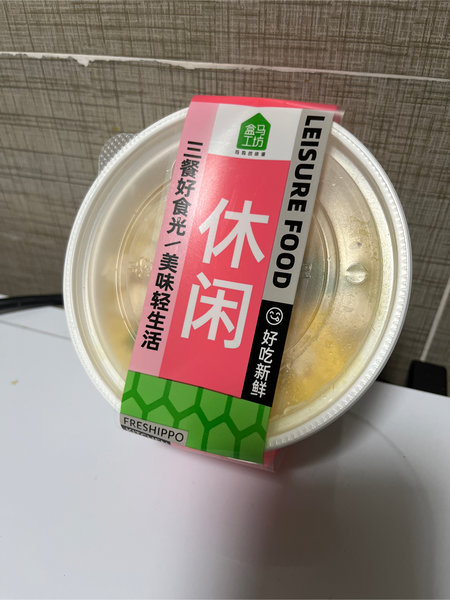 盒马
工坊
LEISURE FOOD
三餐好食光/美味轻生活
休闲
好吃新鲜
FRESHIPPO
KITCHEN